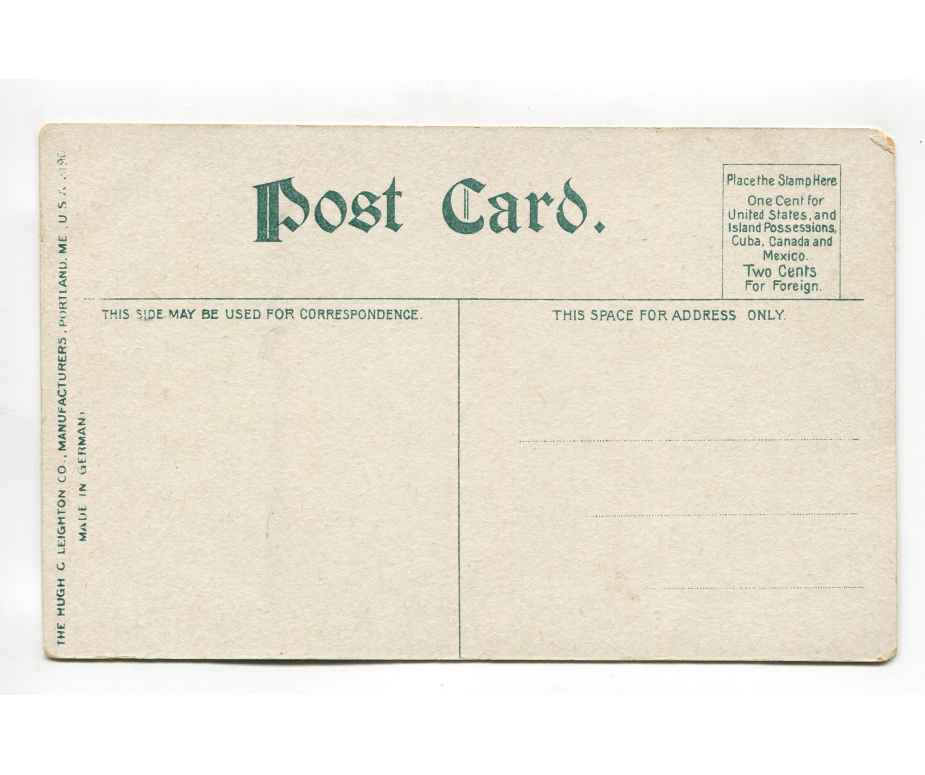 Post Card.
Place the Stamp Here
One Cent for
United States, and
Island Possessions,
Cuba, Canada and
Mexico.
Two Cents
For Foreign.
THIS SIDE MAY BE USED FOR CORRESPONDENCE.
THIS SPACE FOR ADDRESS ONLY.
THE HUGH C. LEIGHTON CO., MANUFACTURERS, PORTLAND, ME., U.S.A.
MADE IN GERMANY